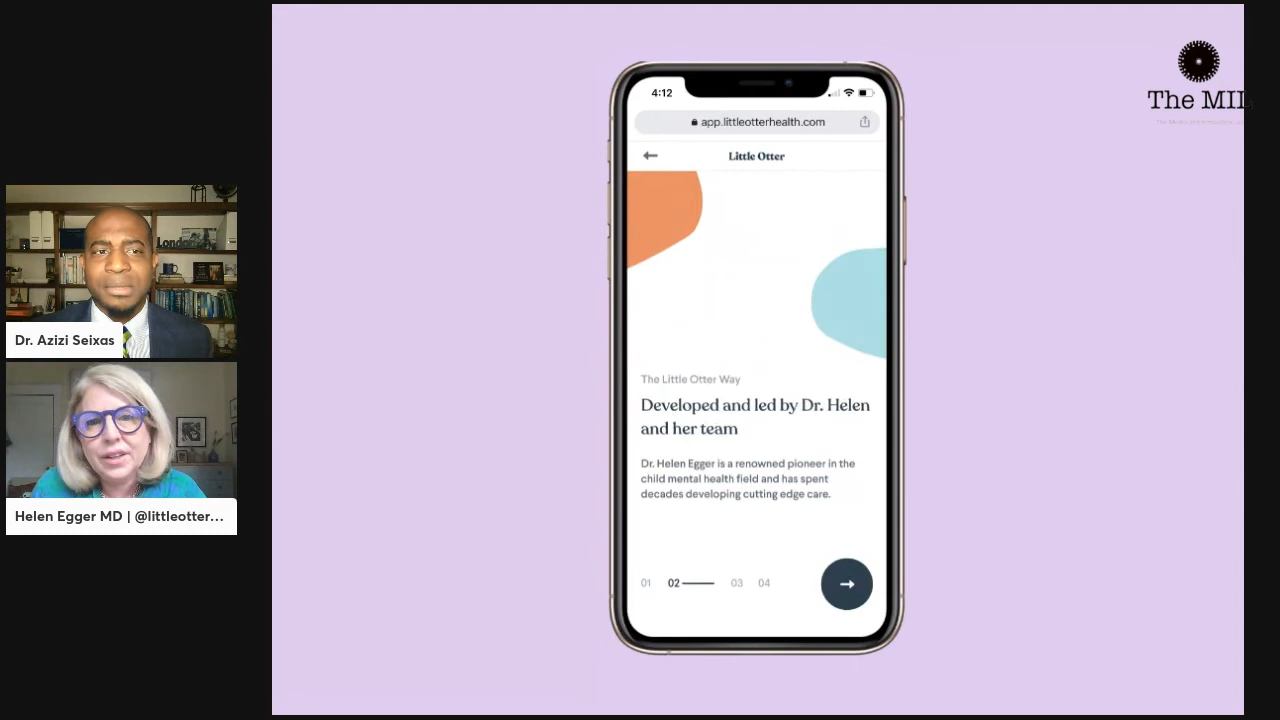 4:12
app.littleotterhealth.com
Little Otter
The Little Otter Way
Developed and led by Dr. Helen
and her team
Dr. Helen Egger is a renowned pioneer in the
child mental health field and has spent
decades developing cutting edge care.
01 02 03 04
The MIL
Dr. Azizi Seixas
Helen Egger MD | @littleotter...